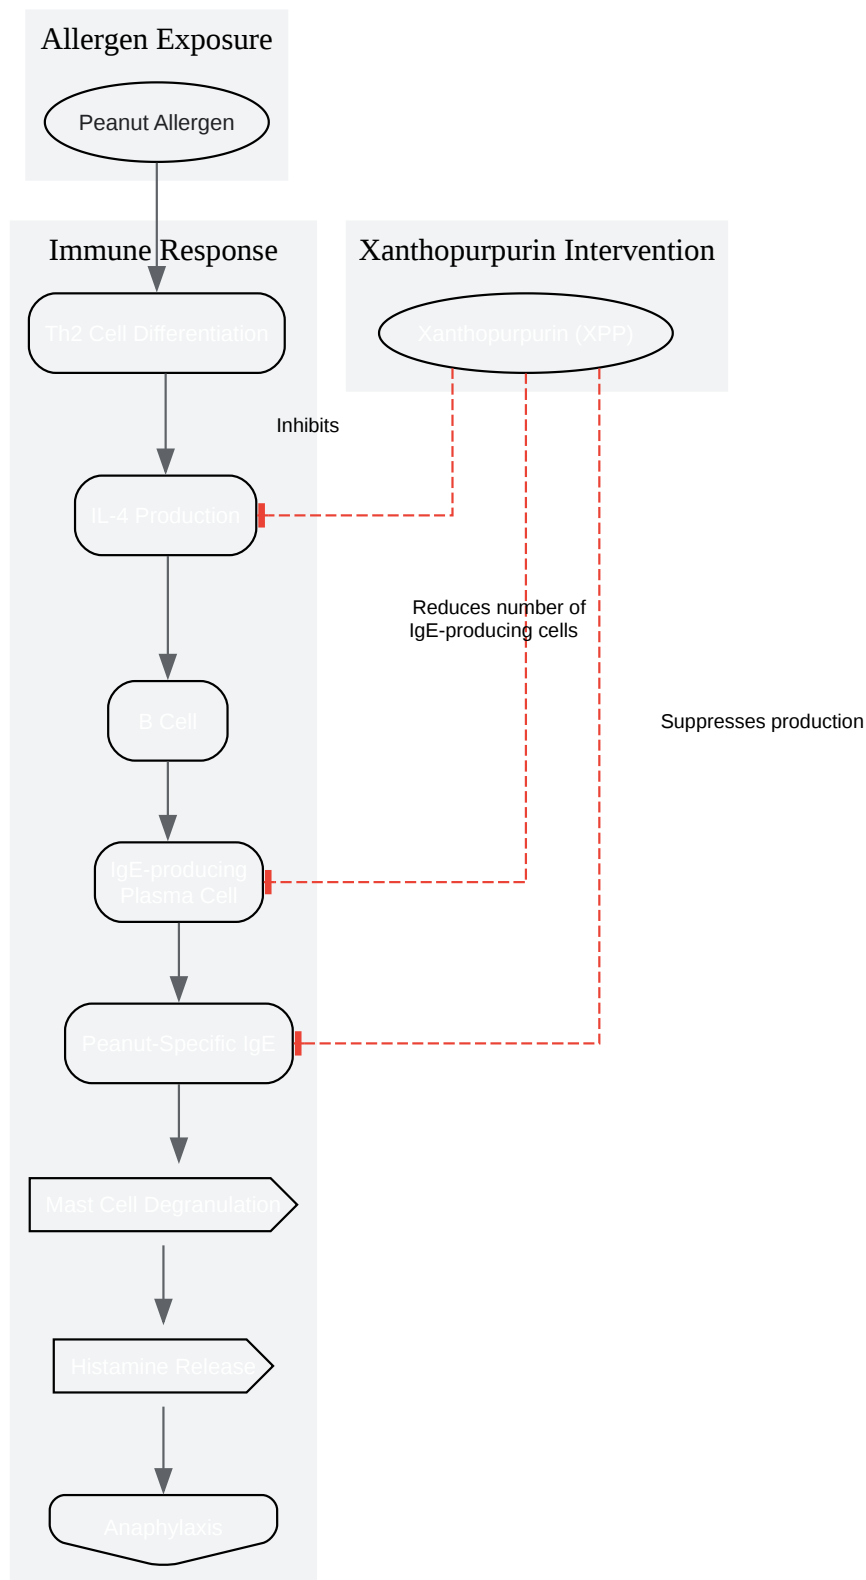 Allergen Exposure
Peanut Allergen
Immune Response
Xanthopurpurin Intervention
Th2 Cell Differentiation
Xanthopurpurin (XPP)
Inhibits
IL-4 Production
Reduces number of
IgE-producing cells
B Cell
Suppresses production
IgE-producing
Plasma Cell
Peanut-Specific IgE
Mast Cell Degranulation
Histamine Release
Anaphylaxis